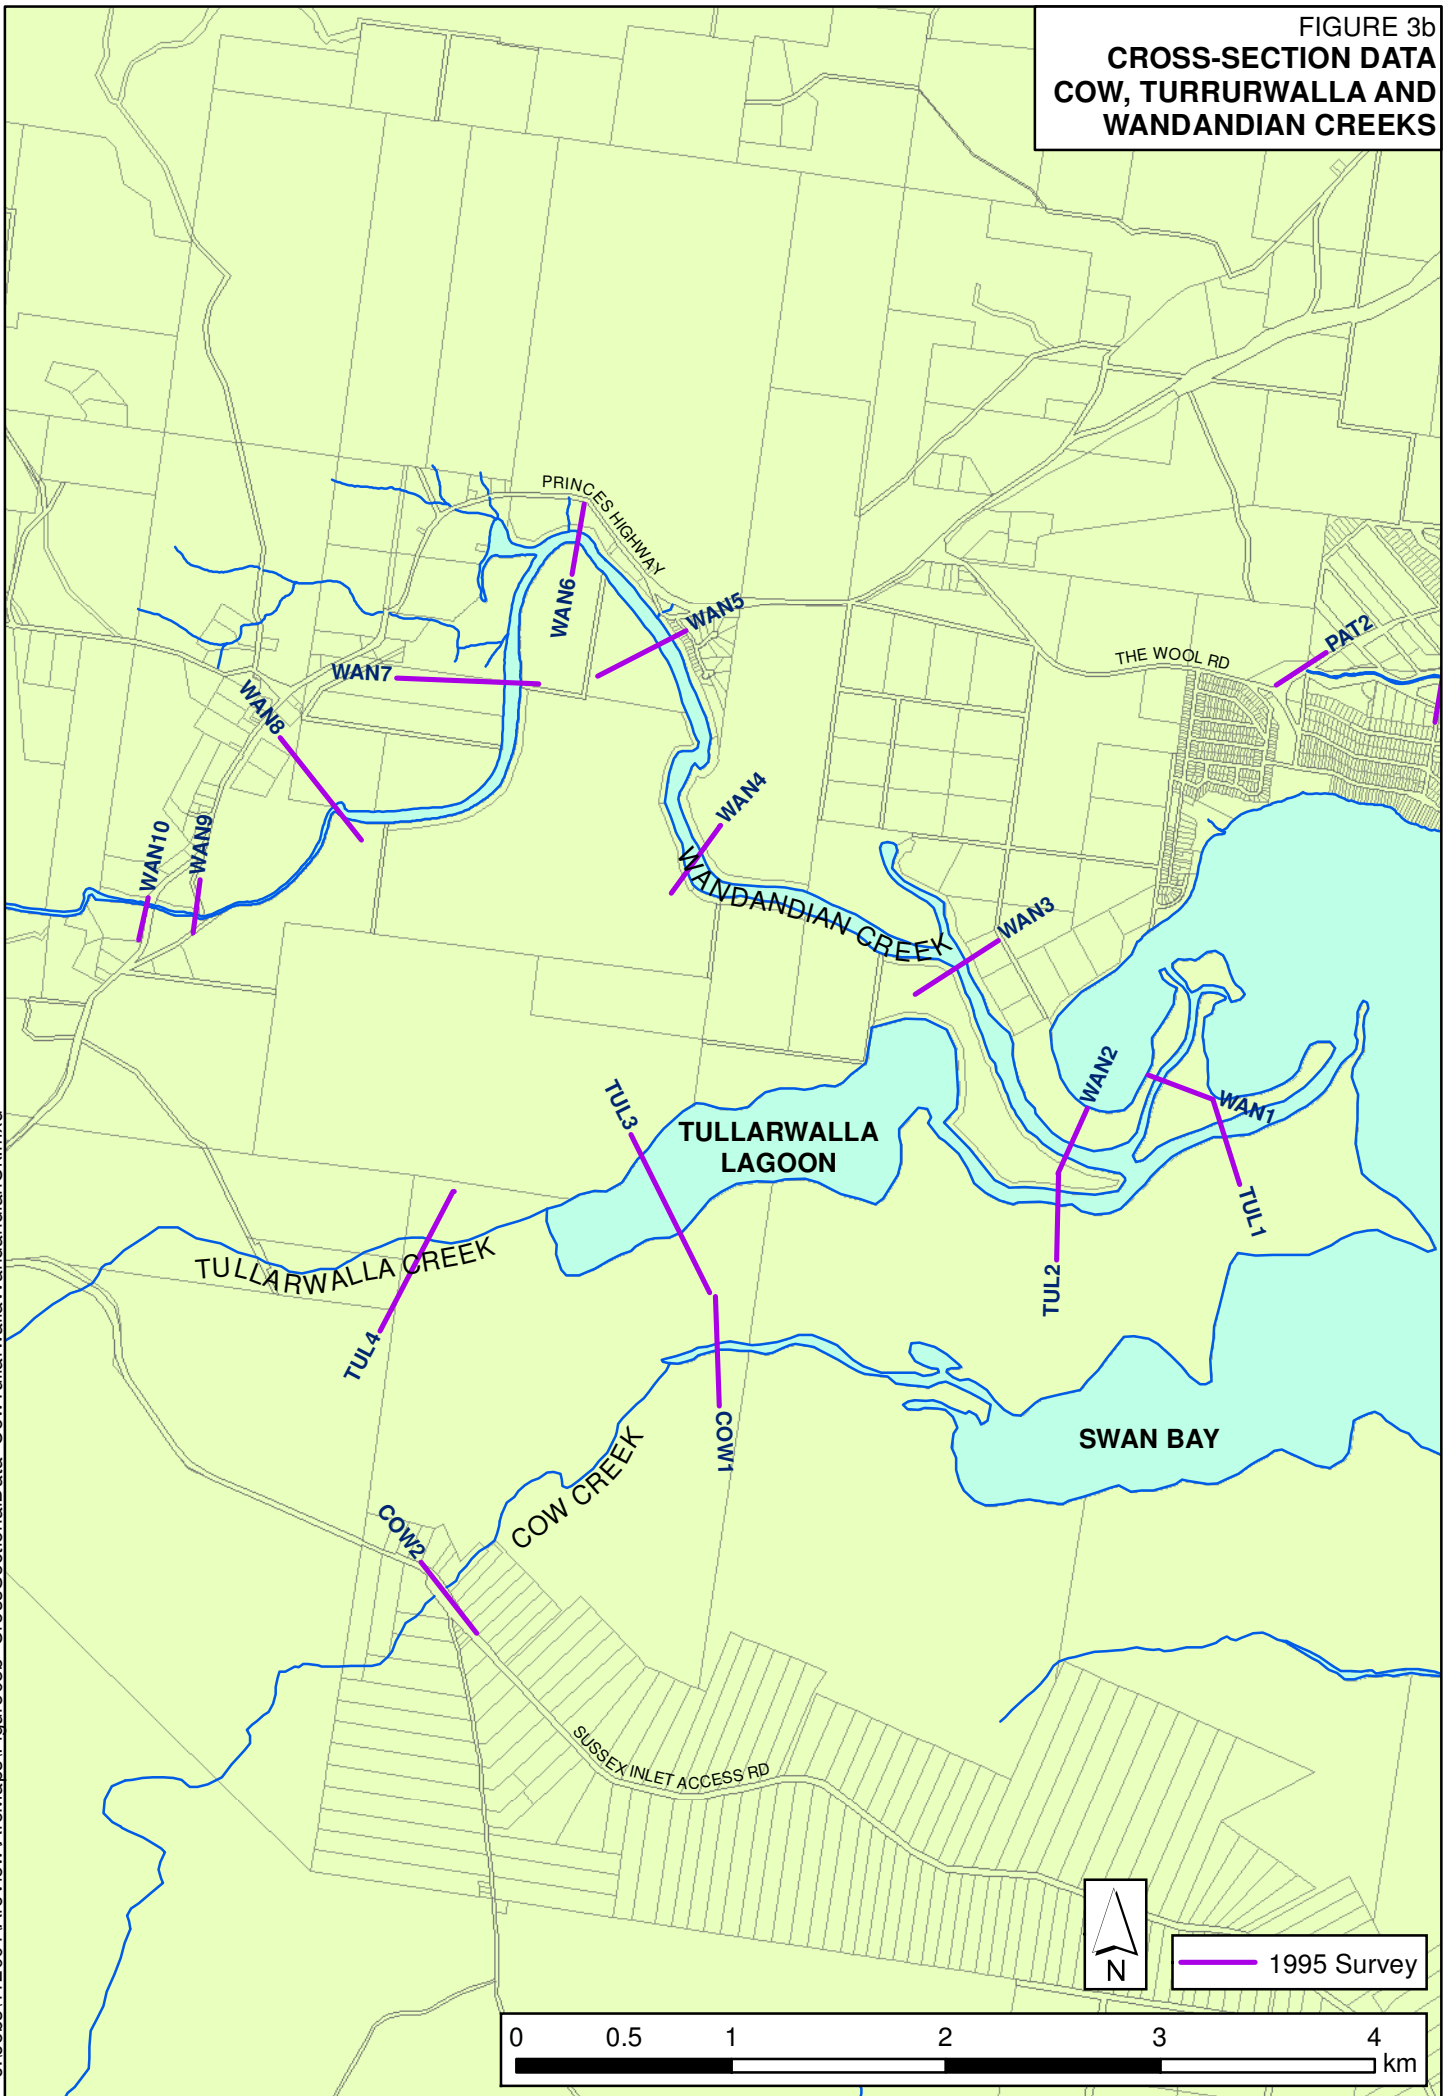 FIGURE 3b
CROSS-SECTION DATA
COW, TURRURWALLA AND
WANDANDIAN CREEKS
PRINCES HIGHWAY
WAN6
WAN5
WAN7
WAN8
THE WOOL RD
PAT2
WAN4
WAN10
WAN9
WANDANDIAN CREEK
WAN3
WAN2
WAN1
TUL3
TULLARWALLA
LAGOON
TUL1
TUL2
TULLARWALLA CREEK
TUL4
COW1
SWAN BAY
COW CREEK
COW2
SUSSEX INLET ACCESS RD
N
1995 Survey
0 0.5 1 2 3 4
km